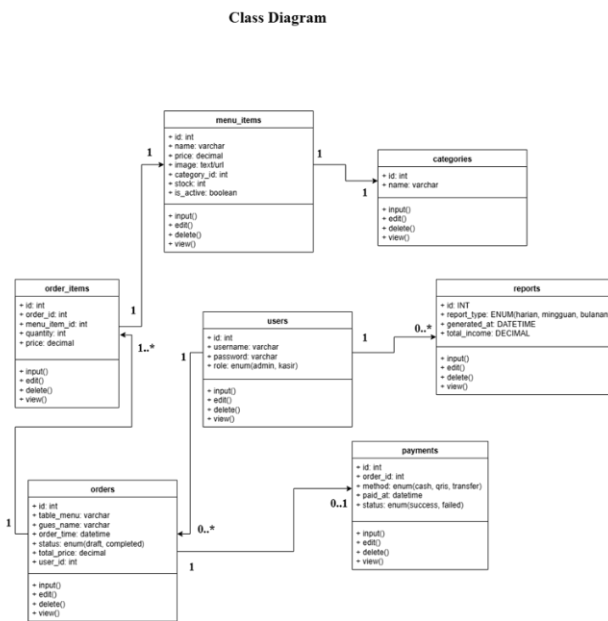 Class Diagram
menu_items
+ id: int
+ name: varchar
+ price: decimal
+ image: text/url
+ category_id: int
+ stock: int
+ is_active: boolean
+ input()
+ edit()
+ delete()
+ view()
1
1
1
categories
+ id: int
+ name: varchar
+ input()
+ edit()
+ delete()
+ view()
order_items
+ id: int
+ order_id: int
+ menu_item_id: int
+ quantity: int
+ price: decimal
+ input()
+ edit()
+ delete()
+ view()
1
1..*
users
+ id: int
+ username: varchar
+ password: varchar
+ role: enum(admin, kasir)
+ input()
+ edit()
+ delete()
+ view()
1
1
0..*
reports
+ id: INT
+ report_type: ENUM(harian, mingguan, bulanan
+ generated_at: DATETIME
+ total_income: DECIMAL
+ input()
+ edit()
+ delete()
+ view()
payments
+ id: int
+ order_id: int
+ method: enum(cash, qris, transfer)
+ paid_at: datetime
+ status: enum(success, failed)
+ input()
+ edit()
+ delete()
+ view()
0..1
orders
+ id: int
+ table_menu: varchar
+ gues_name: varchar
+ order_time: datetime
+ status: enum(draft, completed)
+ total_price: decimal
+ user_id: int
+ input()
+ edit()
+ delete()
+ view()
1
0..*
1